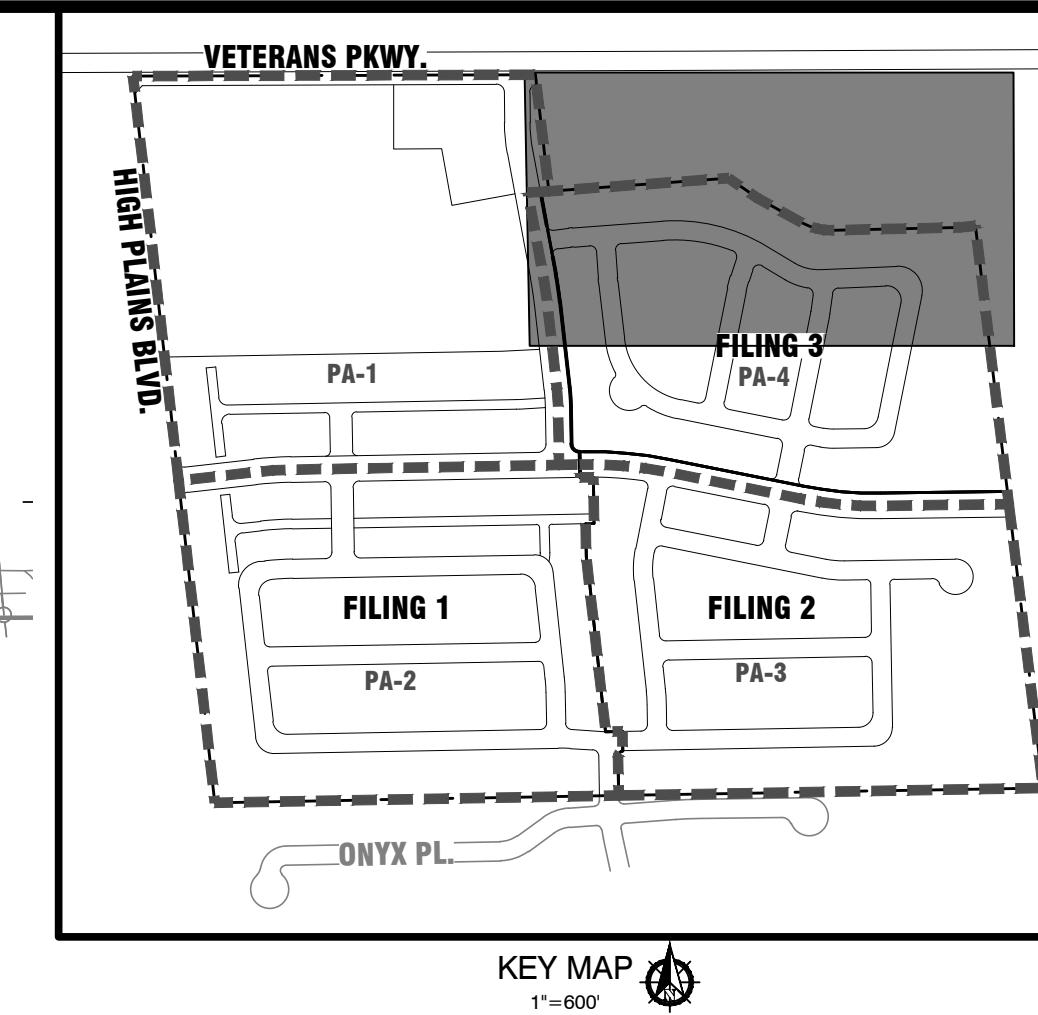 VETERANS PKWY.
HIGH PLAINS BLVD.
FILING 3
PA-4
PA-1
FILING 1
FILING 2
PA-2
PA-3
ONYX PL.
KEY MAP
N
1"=600'